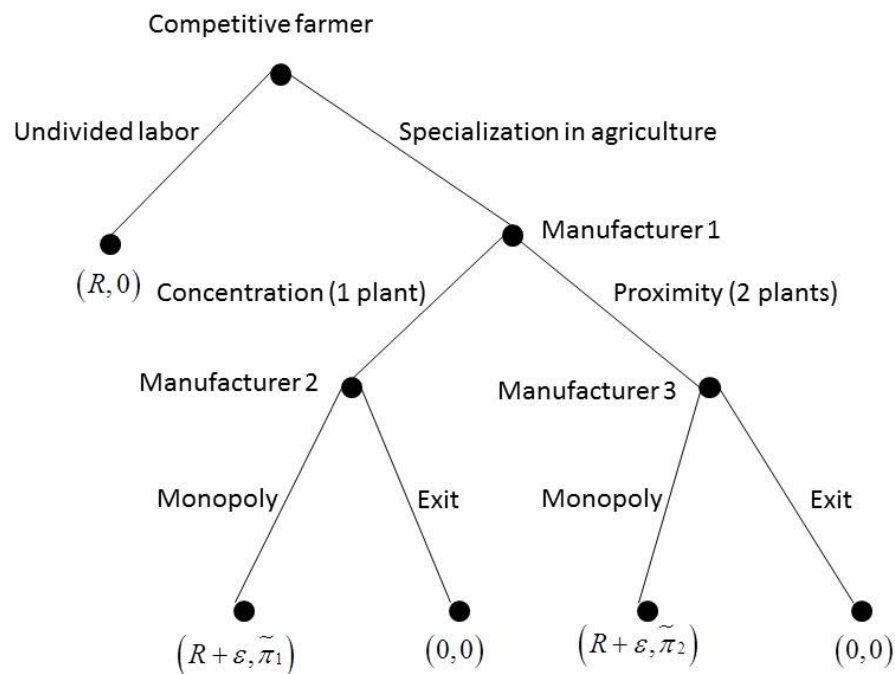 Competitive farmer
Undivided labor
Specialization in agriculture
Manufacturer 1
(R,0)
Concentration (1 plant)
Proximity (2 plants)
Manufacturer 2
Manufacturer 3
Monopoly
Exit
Monopoly
Exit
(R + ε, π̃₁)
(0,0)
(R + ε, π̃₂)
(0,0)